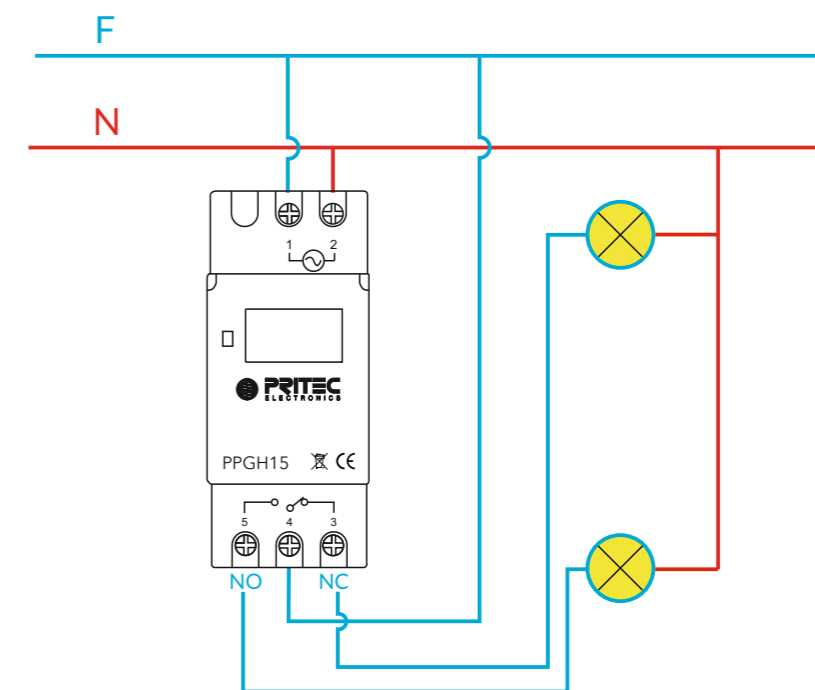 F
N
1 2
PRITEC
ELECTRONICS
PPGH15 CE
5 4 3
NO NC